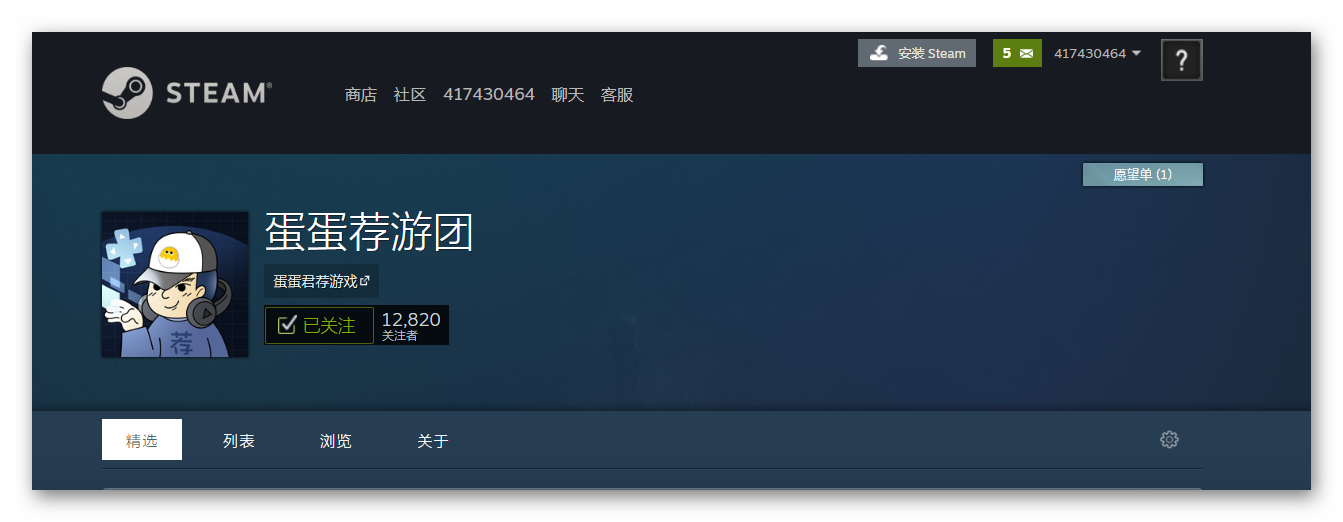 安装 Steam
5
417430464
?
STEAM®
商店 社区 417430464 聊天 客服
愿望单 (1)
蛋蛋荐游团
蛋蛋君荐游戏
已关注
12,820
关注者
荐
精选 列表 浏览 关于